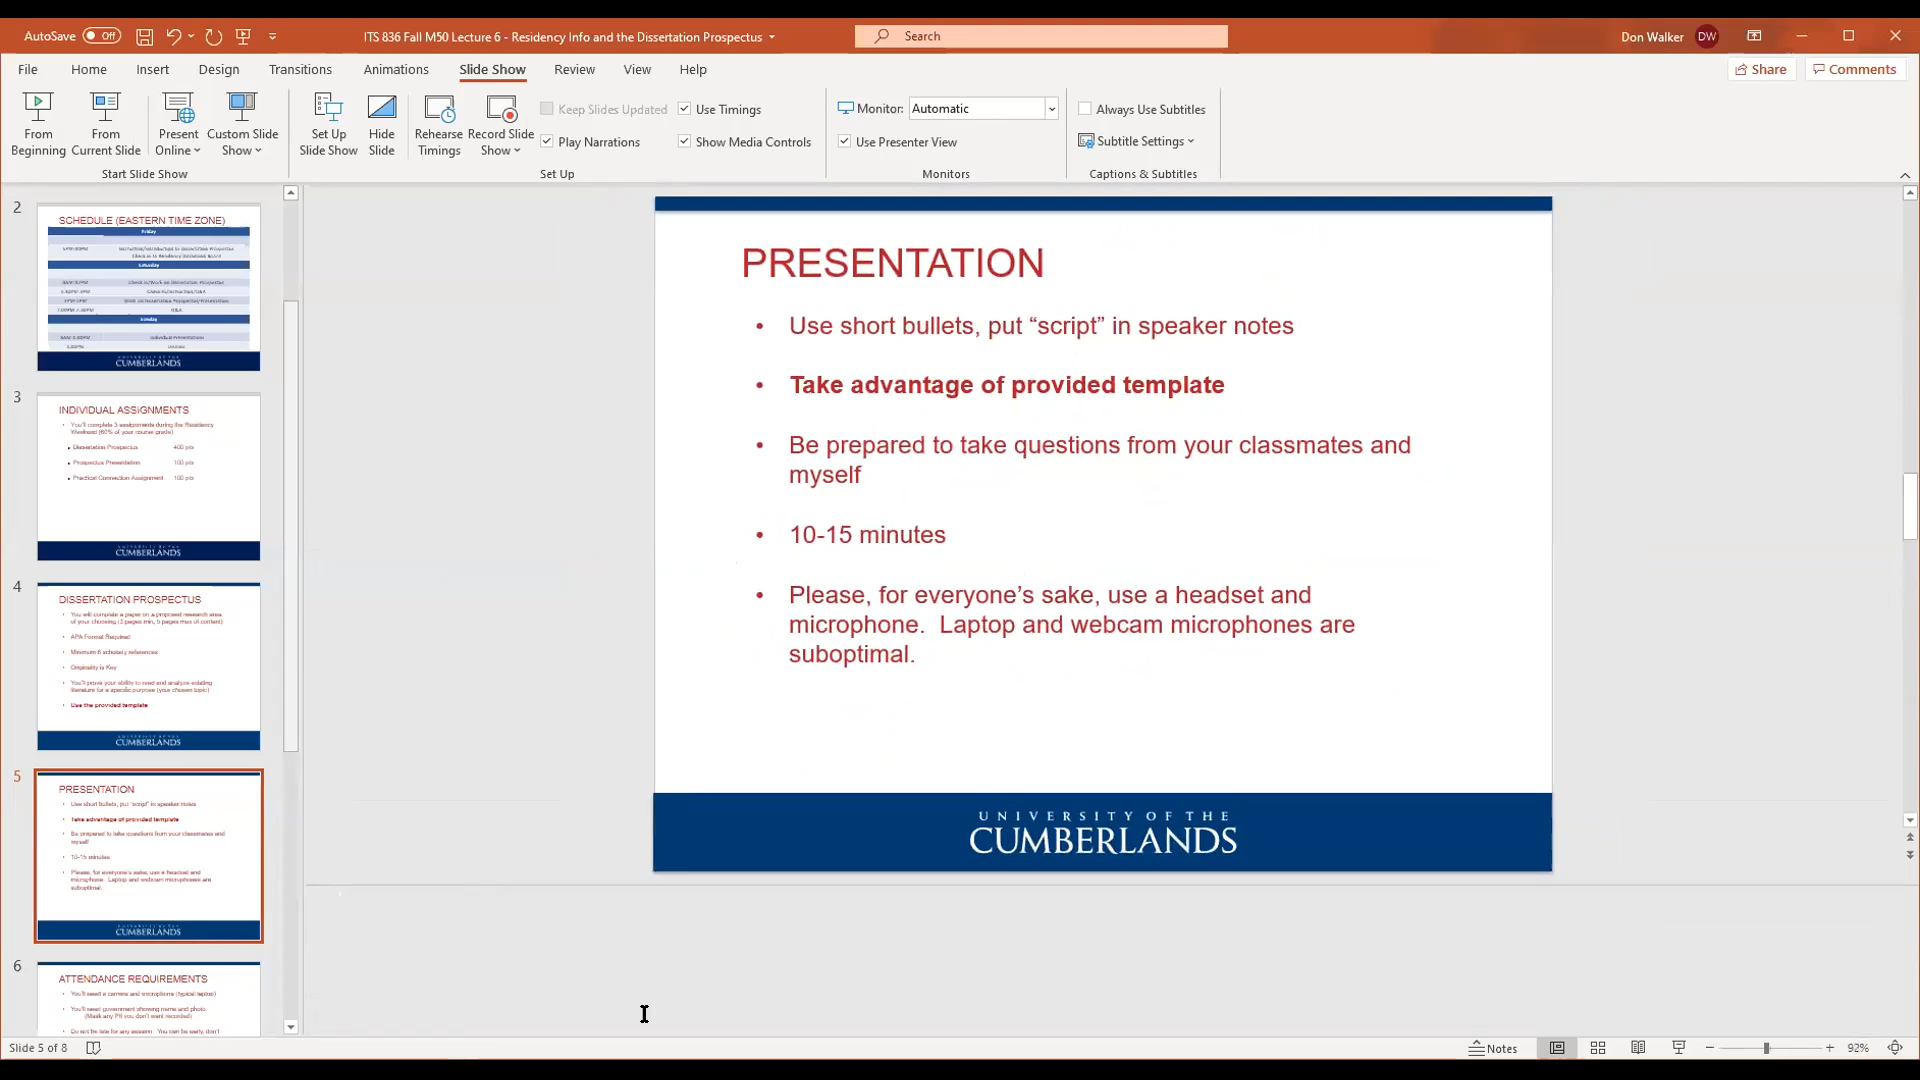 AutoSave Off
ITS 836 Fall M50 Lecture 6 - Residency Info and the Dissertation Prospectus
Search
Don Walker DW
File Home Insert Design Transitions Animations Slide Show Review View Help
Share Comments
From Beginning
From Current Slide
Present Online
Custom Slide Show
Set Up Slide Show
Hide Slide
Rehearse Timings
Record Slide Show
Keep Slides Updated
Play Narrations
Use Timings
Show Media Controls
Monitor: Automatic
Use Presenter View
Always Use Subtitles
Subtitle Settings
Start Slide Show Set Up Monitors Captions & Subtitles
2
SCHEDULE (EASTERN TIME ZONE)
Friday
Saturday
Sunday
CUMBERLANDS
3
INDIVIDUAL ASSIGNMENTS
• You'll complete 3 assignments during the Residency
Weekend (60% of your course grade)
• Dissertation Prospectus 400 pts
• Prospectus Presentation 100 pts
• Practical Connection Assignment 100 pts
CUMBERLANDS
4
DISSERTATION PROSPECTUS
• You will complete a paper on a proposed research area
of your choosing (3 pages min, 5 pages max of content)
• APA Format Required
• Minimum 6 scholarly references
• Originality is Key
• You'll prove your ability to read and analyze existing
literature for a specific purpose (your chosen topic)
• Use the provided template
CUMBERLANDS
5
PRESENTATION
• Use short bullets, put "script" in speaker notes
• Take advantage of provided template
• Be prepared to take questions from your classmates and
myself
• 10-15 minutes
• Please, for everyone's sake, use a headset and
microphone. Laptop and webcam microphones are
suboptimal.
CUMBERLANDS
6
ATTENDANCE REQUIREMENTS
• You'll need a camera and microphone (typical laptop)
• You'll need government showing name and photo
(Mask any PII you don't want recorded)
• Do not be late for any session. You can be early, don't
PRESENTATION
• Use short bullets, put “script” in speaker notes
• Take advantage of provided template
• Be prepared to take questions from your classmates and
myself
• 10-15 minutes
• Please, for everyone’s sake, use a headset and
microphone. Laptop and webcam microphones are
suboptimal.
UNIVERSITY OF THE
CUMBERLANDS
Slide 5 of 8
Notes
92%